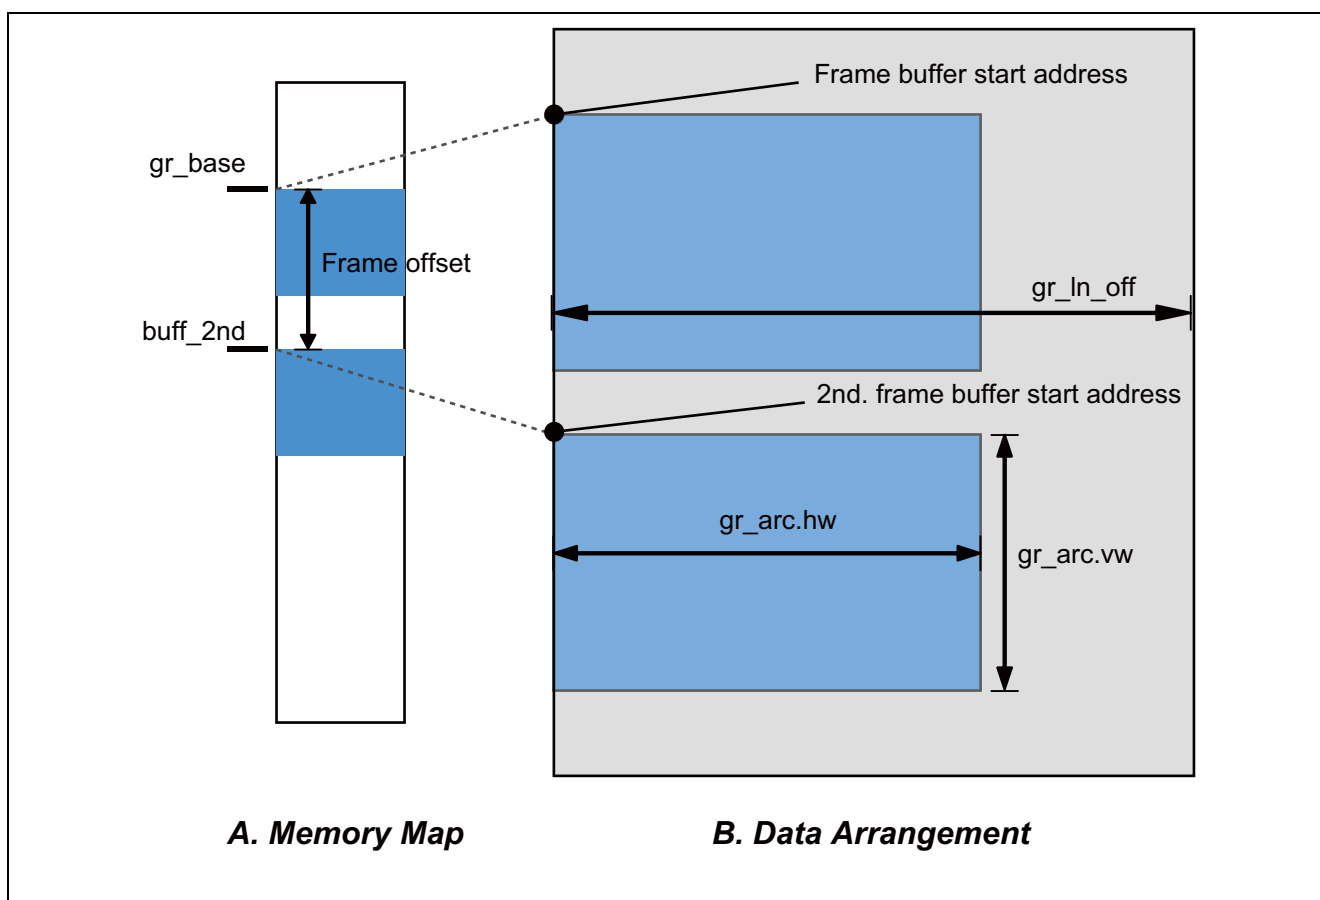 Frame buffer start address
gr_base
Frame offset
gr_ln_off
buff_2nd
2nd. frame buffer start address
gr_arc.hw
gr_arc.vw
A. Memory Map
B. Data Arrangement